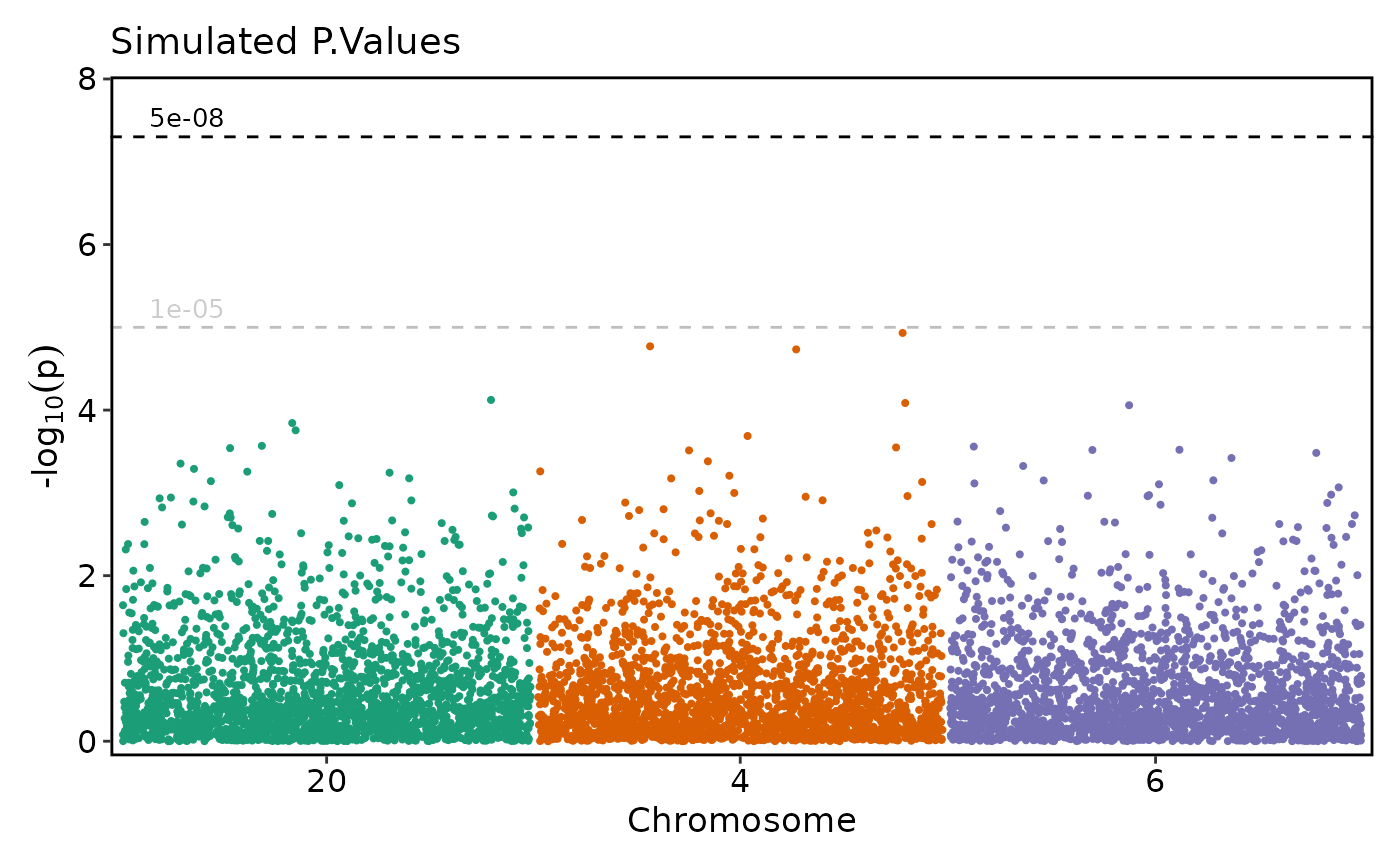 Simulated P.Values
8
5e-08
6
1e-05
-log10(p)
4
2
0
20 4 6
Chromosome